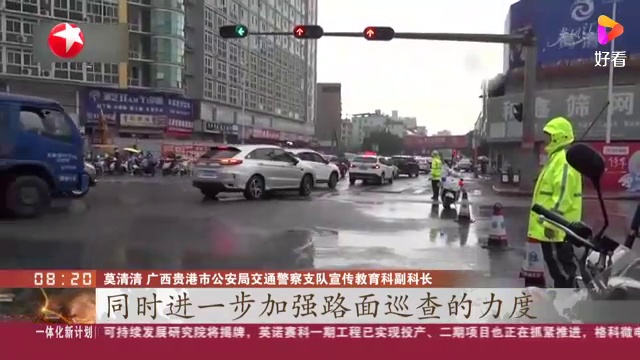 好看
08:20
莫清清 广西贵港市公安局交通警察支队宣传教育科副科长
同时进一步加强路面巡查的力度
一体化新计划
可持续发展研究院将揭牌，英诺赛科一期工程已实现投产、二期项目也正在抓紧推进，格科微电